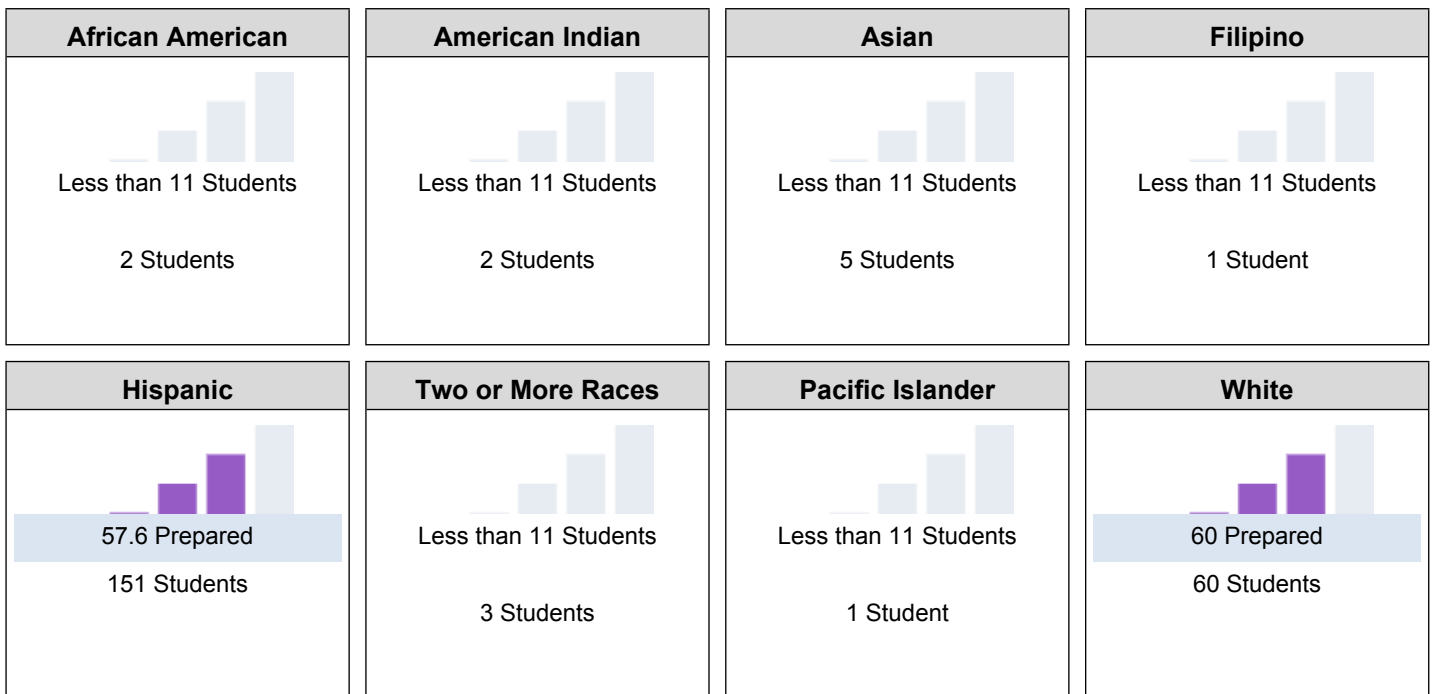 African American
Less than 11 Students
2 Students
American Indian
Less than 11 Students
2 Students
Asian
Less than 11 Students
5 Students
Filipino
Less than 11 Students
1 Student
Hispanic
57.6 Prepared
151 Students
Two or More Races
Less than 11 Students
3 Students
Pacific Islander
Less than 11 Students
1 Student
White
60 Prepared
60 Students